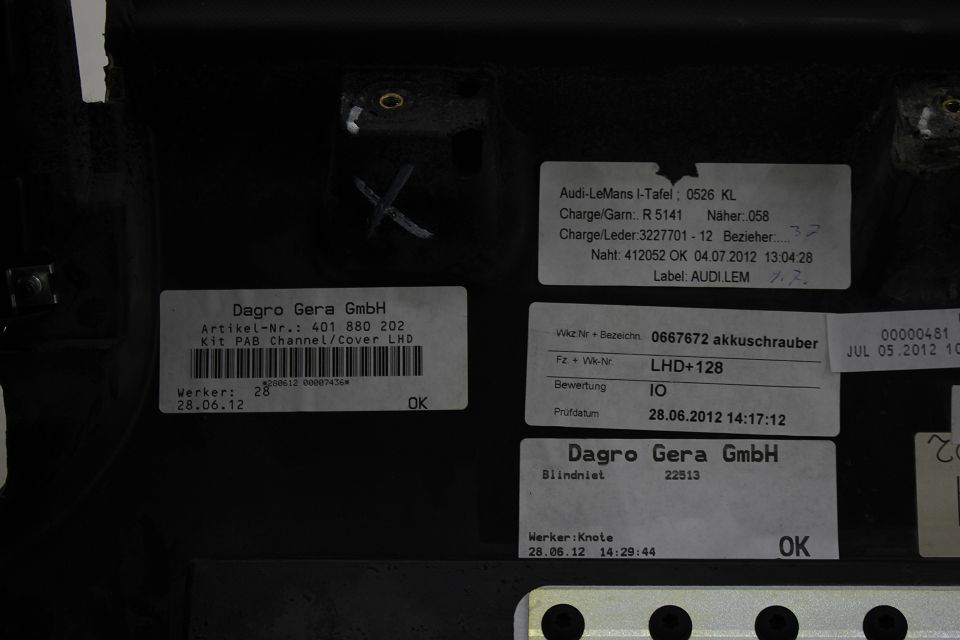 Audi-LeMans I-Tafel ; 0526 KL
Charge/Garn:. R 5141 Näher:.058
Charge/Leder:3227701 - 12 Bezieher:.... 37
Naht: 412052 OK 04.07.2012 13:04:28
Label: AUDI.LEM
Dagro Gera GmbH
Artikel-Nr.: 401 880 202
Kit PAB Channel/Cover LHD
*280612 00007436*
Werker: 28
28.06.12 OK
Wkz.Nr + Bezeichn. 0667672 akkuschrauber
Fz. + Wk-Nr. LHD+128
Bewertung IO
Prüfdatum 28.06.2012 14:17:12
00000481
JUL 05.2012 10
Dagro Gera GmbH
Blindniet 22513
Werker:Knote
28.06.12 14:29:44 OK